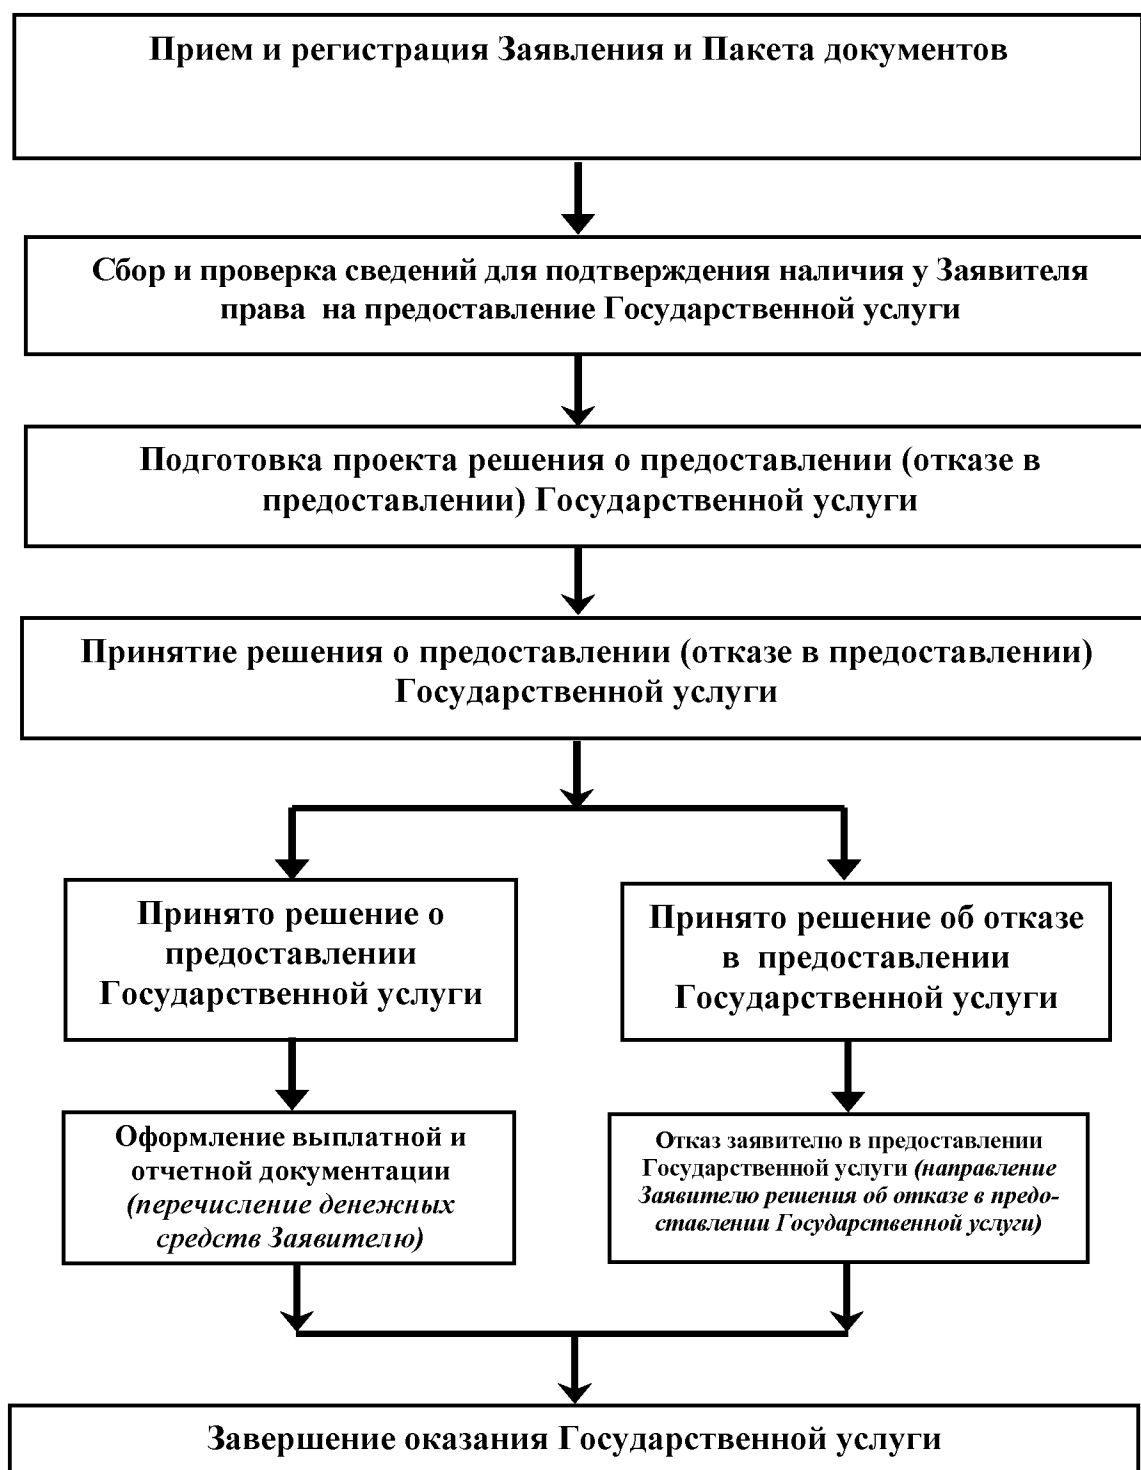 Прием и регистрация Заявления и Пакета документов
Сбор и проверка сведений для подтверждения наличия у Заявителя
права на предоставление Государственной услуги
Подготовка проекта решения о предоставлении (отказе в
предоставлении) Государственной услуги
Принятие решения о предоставлении (отказе в предоставлении)
Государственной услуги
Принято решение о
предоставлении
Государственной услуги
Принято решение об отказе
в предоставлении
Государственной услуги
Оформление выплатной и
отчетной документации
(перечисление денежных
средств Заявителю)
Отказ заявителю в предоставлении
Государственной услуги (направление
Заявителю решения об отказе в предо-
ставлении Государственной услуги)
Завершение оказания Государственной услуги